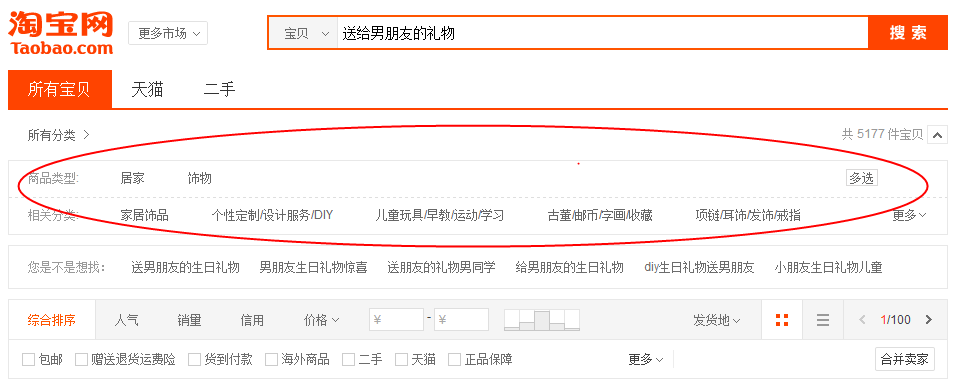 淘宝网
Taobao.com
更多市场
宝贝 送给男朋友的礼物 搜索
所有宝贝 天猫 二手
所有分类 > 共 5177 件宝贝
商品类型: 居家 饰物 多选
相关分类: 家居饰品 个性定制/设计服务/DIY 儿童玩具/早教/运动/学习 古董/邮币/字画/收藏 项链/耳饰/发饰/戒指 更多
您是不是想找: 送男朋友的生日礼物 男朋友生日礼物惊喜 送朋友的礼物男同学 给男朋友的生日礼物 diy生日礼物送男朋友 小朋友生日礼物儿童
综合排序 人气 销量 信用 价格 ¥ - ¥ 发货地 < 1/100 >
包邮 赠送退货运费险 货到付款 海外商品 二手 天猫 正品保障 更多 合并卖家